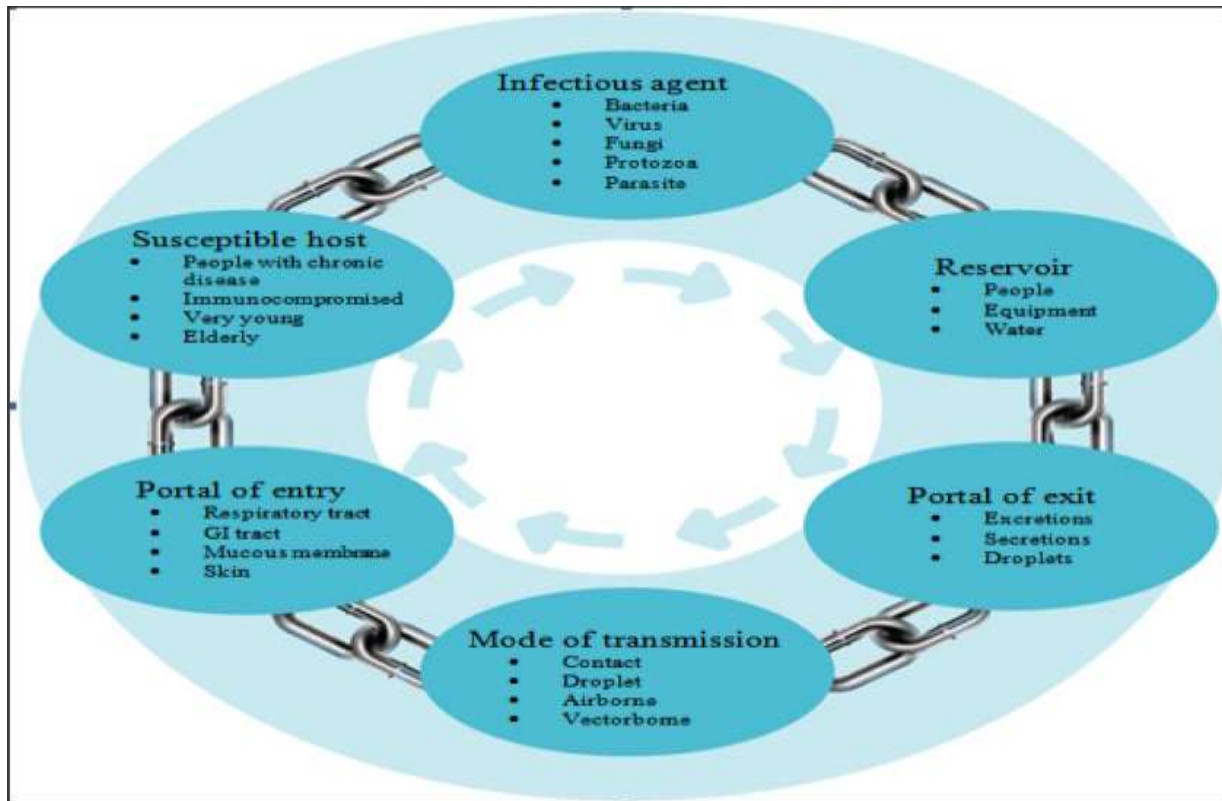 Infectious agent
• Bacteria
• Virus
• Fungi
• Protozoa
• Parasite
Reservoir
• People
• Equipment
• Water
Portal of exit
• Excretions
• Secretions
• Droplets
Mode of transmission
• Contact
• Droplet
• Airborne
• Vectorborne
Portal of entry
• Respiratory tract
• GI tract
• Mucous membrane
• Skin
Susceptible host
• People with chronic
disease
• Immunocompromised
• Very young
• Elderly